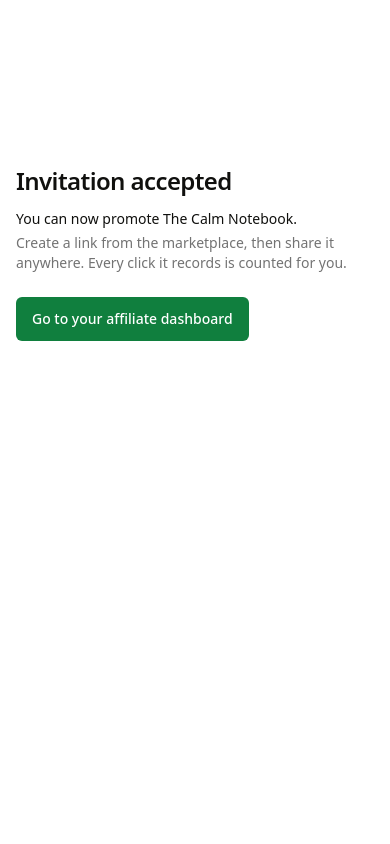 Invitation accepted
You can now promote The Calm Notebook.
Create a link from the marketplace, then share it
anywhere. Every click it records is counted for you.
Go to your affiliate dashboard